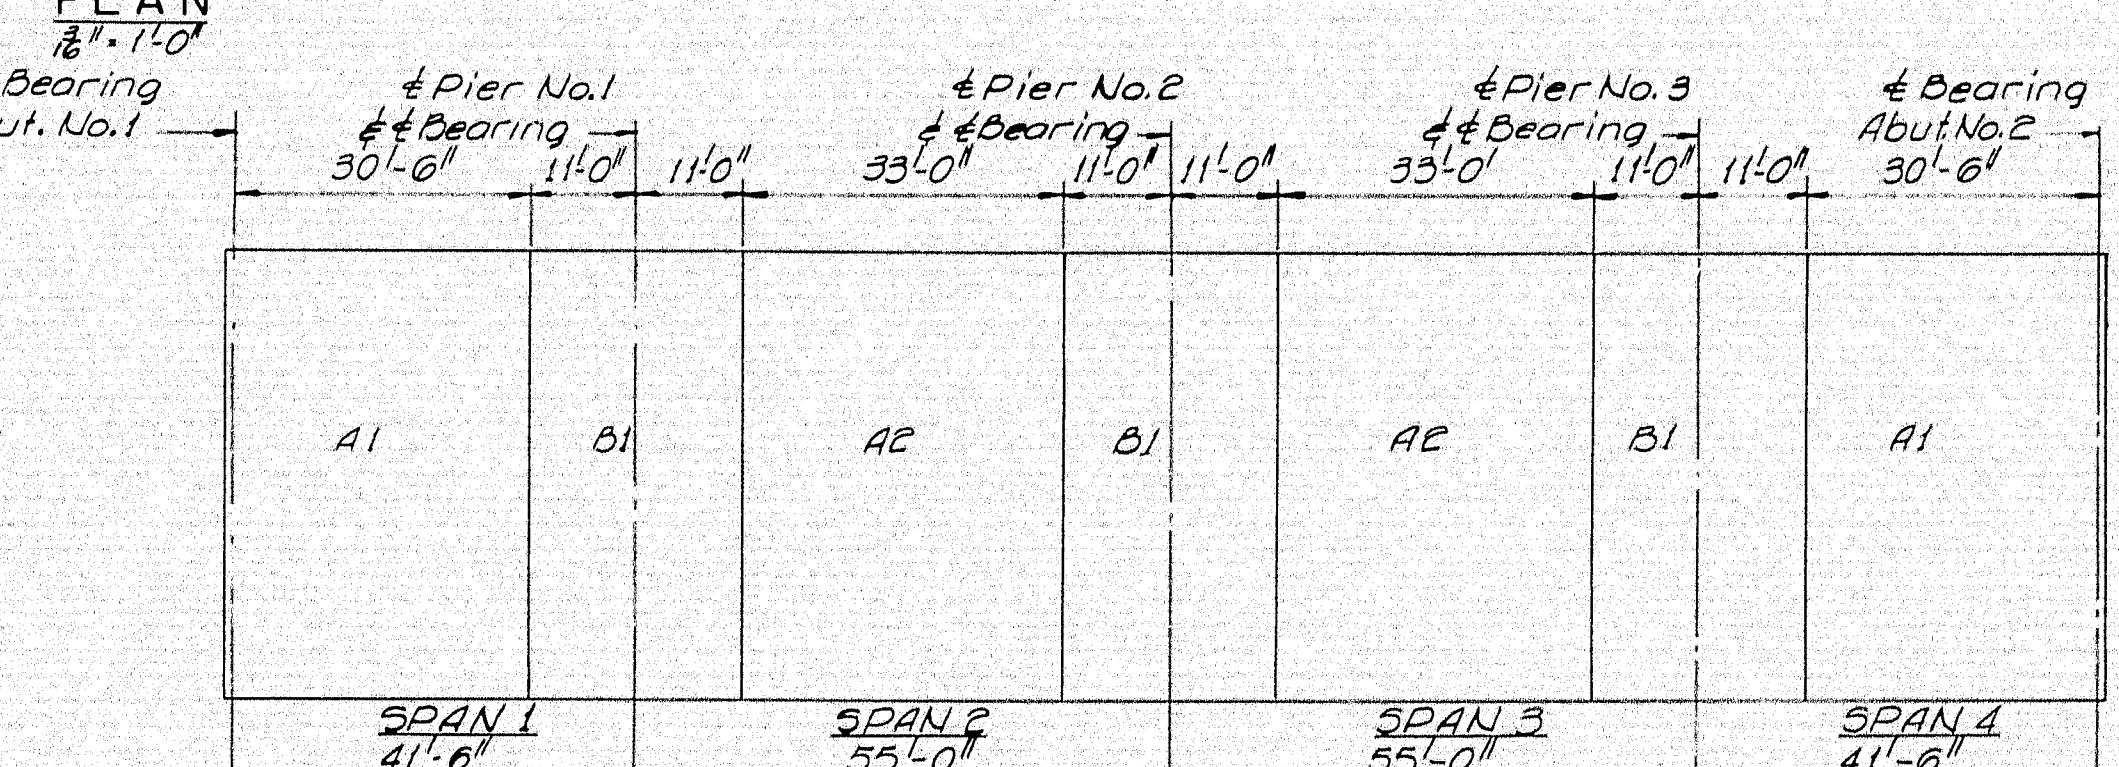 PLAN
3/16" = 1'-0"
Bearing
ut. No. 1
℄ Pier No. 1
& ℄ Bearing
℄ Pier No. 2
& ℄ Bearing
℄ Pier No. 3
& ℄ Bearing
℄ Bearing
Abut. No. 2
30'-6" 11'-0" 11'-0" 33'-0" 11'-0" 11'-0" 33'-0' 11'-0" 11'-0" 30'-6"
A1 B1 A2 B1 A2 B1 A1
SPAN 1 SPAN 2 SPAN 3 SPAN 4
41'-6" 55'-0" 55'-0" 41'-6"